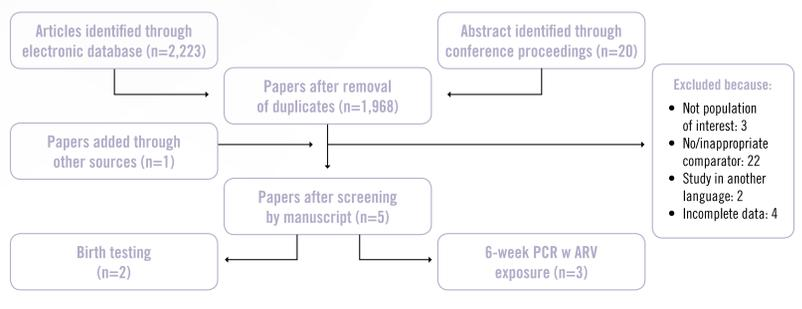 Articles identified through
electronic database (n=2,223)
Abstract identified through
conference proceedings (n=20)
Papers after removal
of duplicates (n=1,968)
Papers added through
other sources (n=1)
Excluded because:
• Not population
of interest: 3
• No/inappropriate
comparator: 22
• Study in another
language: 2
• Incomplete data: 4
Papers after screening
by manuscript (n=5)
Birth testing
(n=2)
6-week PCR w ARV
exposure (n=3)